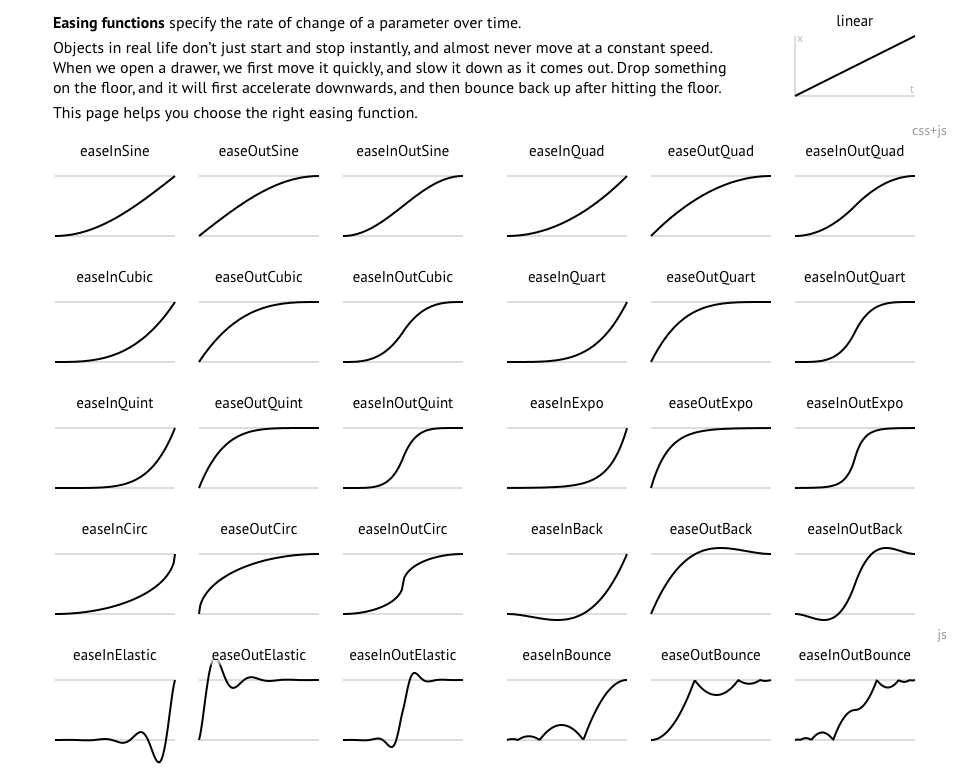 Easing functions specify the rate of change of a parameter over time.
Objects in real life don't just start and stop instantly, and almost never move at a constant speed.
When we open a drawer, we first move it quickly, and slow it down as it comes out. Drop something
on the floor, and it will first accelerate downwards, and then bounce back up after hitting the floor.
This page helps you choose the right easing function.
linear
x
t
css+js
easeInSine easeOutSine easeInOutSine easeInQuad easeOutQuad easeInOutQuad
easeInCubic easeOutCubic easeInOutCubic easeInQuart easeOutQuart easeInOutQuart
easeInQuint easeOutQuint easeInOutQuint easeInExpo easeOutExpo easeInOutExpo
easeInCirc easeOutCirc easeInOutCirc easeInBack easeOutBack easeInOutBack
js
easeInElastic easeOutElastic easeInOutElastic easeInBounce easeOutBounce easeInOutBounce